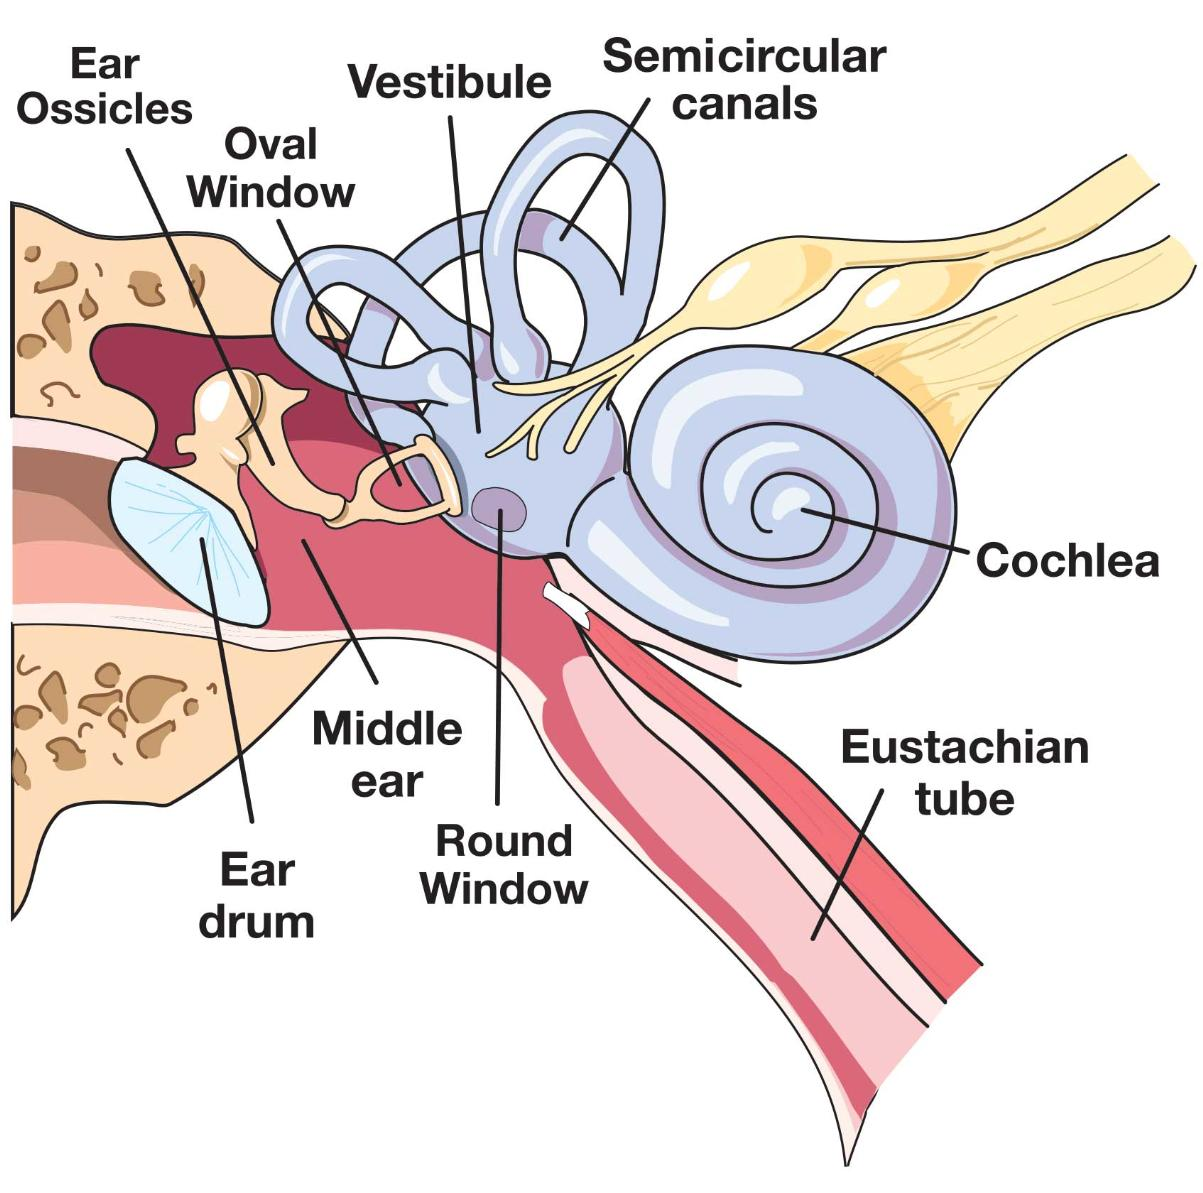 Ear
Ossicles
Oval
Window
Vestibule
Semicircular
canals
Cochlea
Middle
ear
Eustachian
tube
Round
Window
Ear
drum